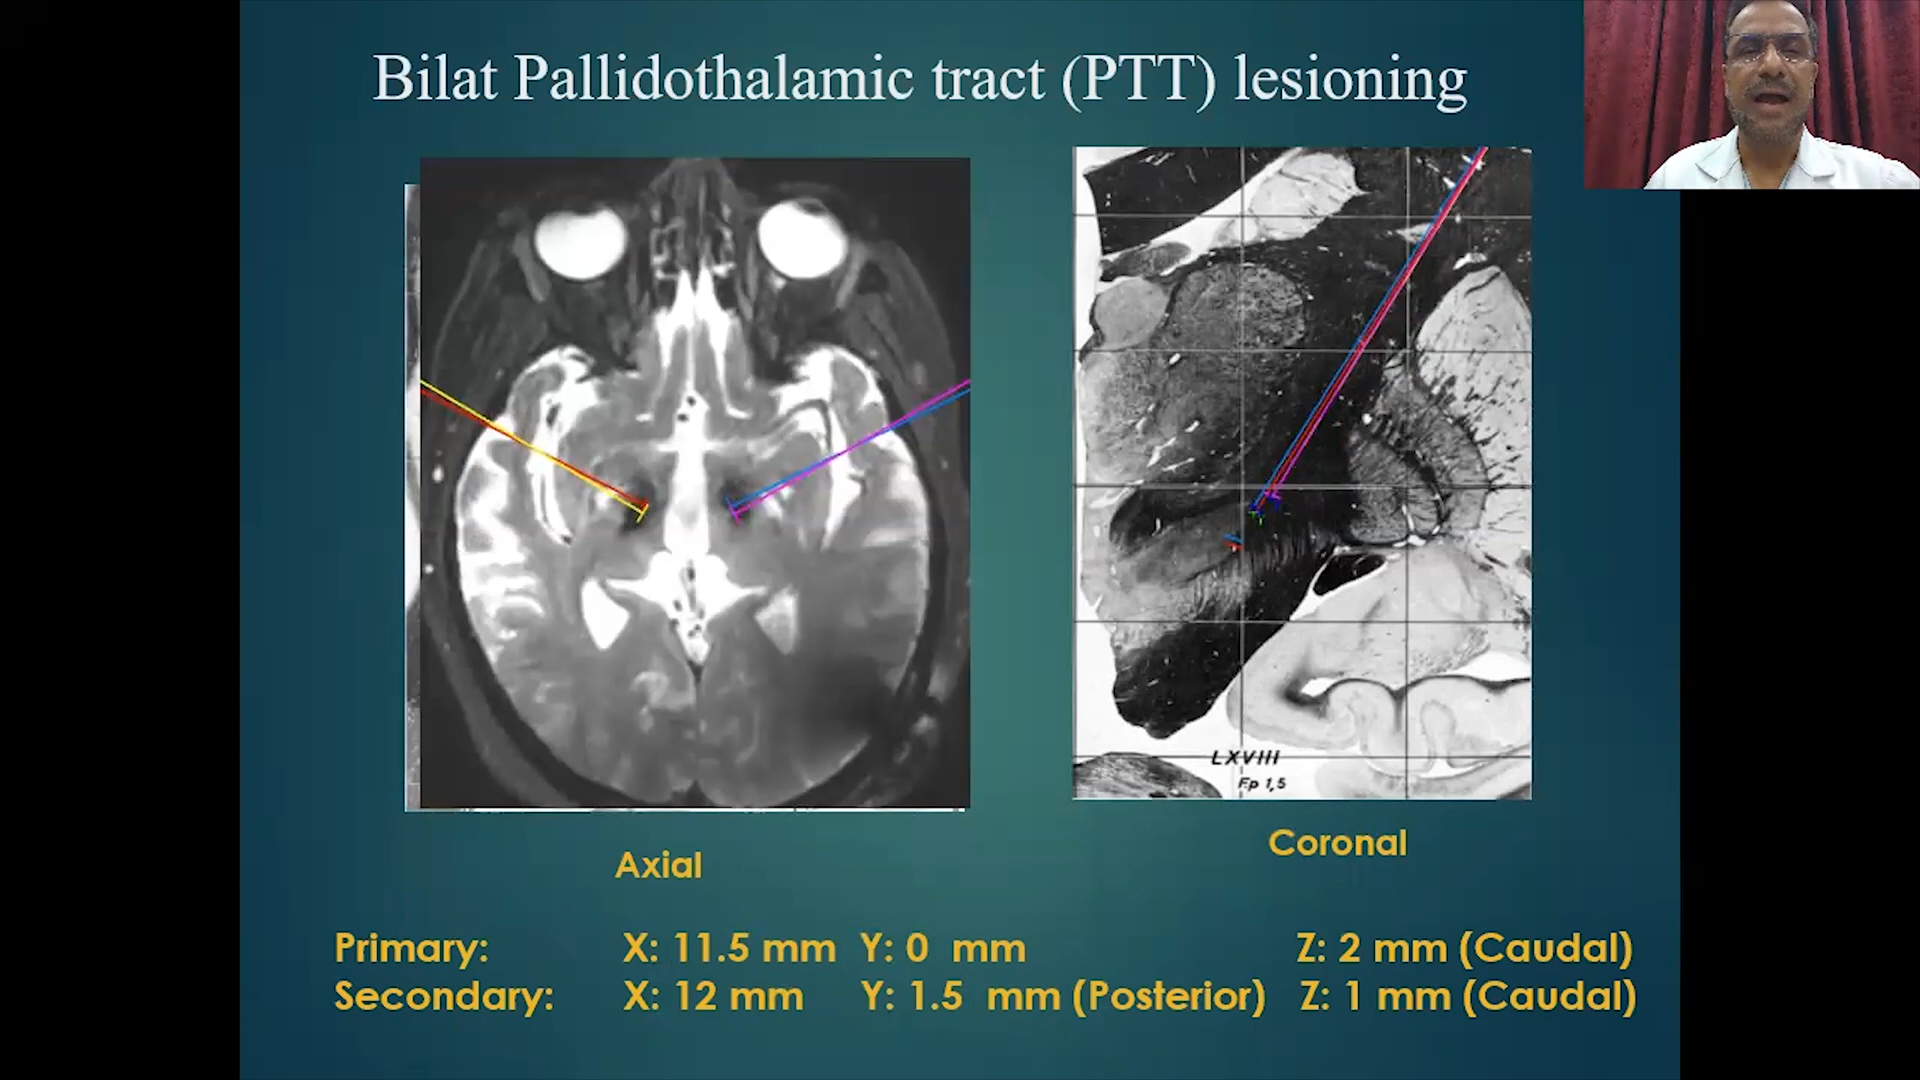 Bilat Pallidothalamic tract (PTT) lesioning
LXVIII
Fp 1,5
Coronal
Axial
Primary: X: 11.5 mm Y: 0 mm Z: 2 mm (Caudal)
Secondary: X: 12 mm Y: 1.5 mm (Posterior) Z: 1 mm (Caudal)